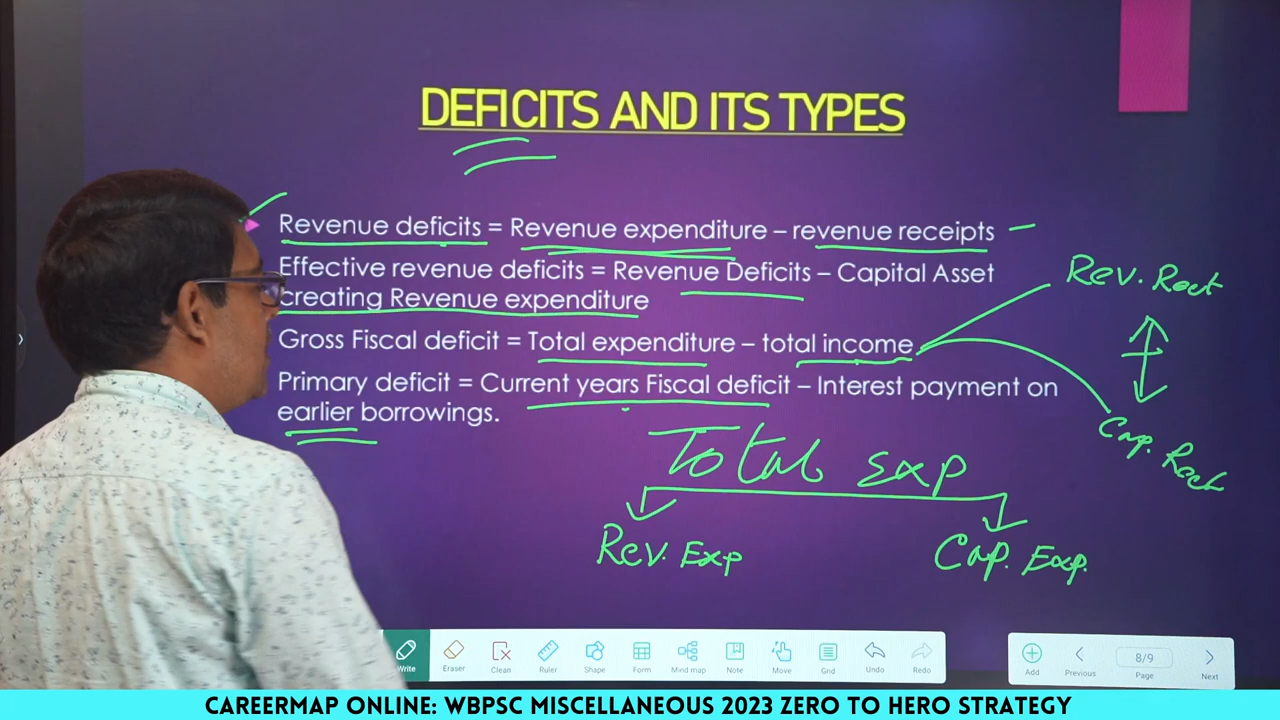 DEFICITS AND ITS TYPES
Revenue deficits = Revenue expenditure – revenue receipts
Effective revenue deficits = Revenue Deficits – Capital Asset
creating Revenue expenditure
Gross Fiscal deficit = Total expenditure – total income
Primary deficit = Current years Fiscal deficit – Interest payment on
earlier borrowings.
Rev. Rect
Cap. Rect
Total Exp
Rev. Exp
Cap. Exp.
Write
Eraser
Clean
Ruler
Shape
Form
Mind map
Note
Move
Grid
Undo
Redo
Add
Previous
8/9
Page
Next
CAREERMAP ONLINE: WBPSC MISCELLANEOUS 2023 ZERO TO HERO STRATEGY